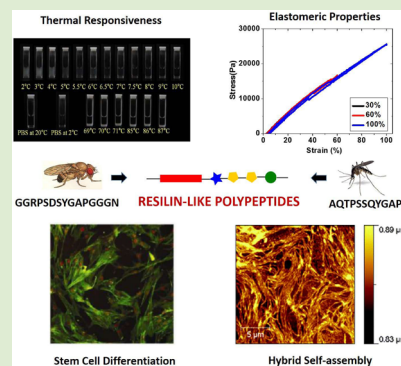 Thermal Responsiveness
Elastomeric Properties
2°C 3°C 4°C 5°C 5.5°C 6°C 6.5°C 7°C 7.5°C 8°C 9°C 10°C
PBS at 20°C PBS at 2°C 69°C 70°C 71°C 85°C 86°C 87°C
Stress(Pa)
30000
20000
10000
0
30%
60%
100%
0 20 40 60 80 100
Strain (%)
GGRPSDSYGAPGGGN
RESILIN-LIKE POLYPEPTIDES
AQTPSSQYGAP
0.89 µ
5 µm
0.83 µ
Stem Cell Differentiation
Hybrid Self-assembly